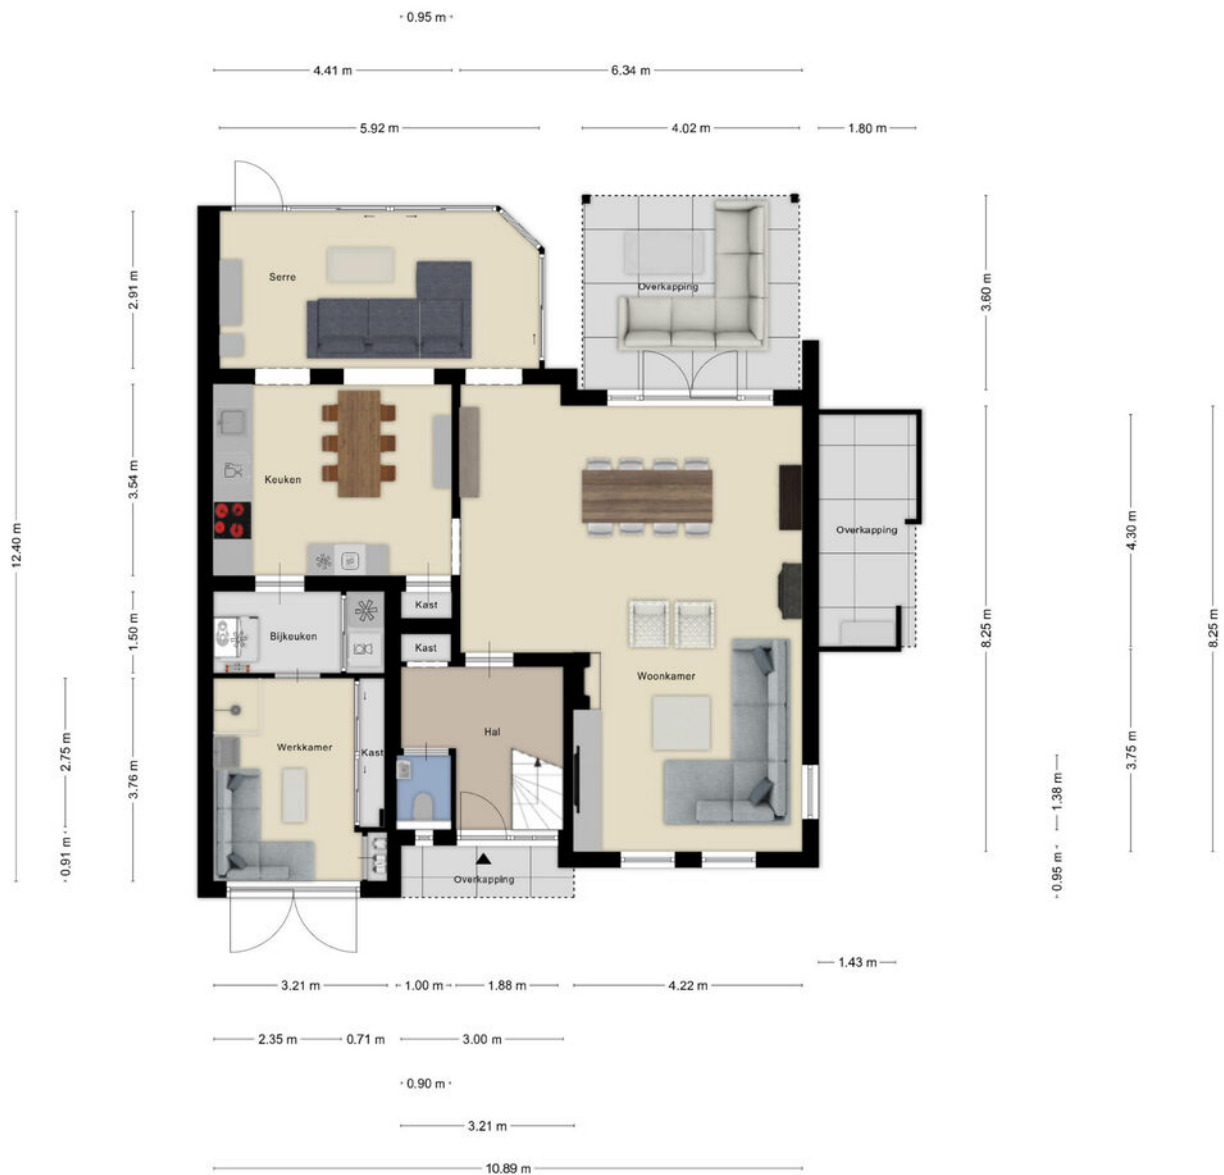 0.95 m
4.41 m
6.34 m
5.92 m
4.02 m
1.80 m
Serre
Overkapping
2.91 m
3.60 m
Keuken
3.54 m
12.40 m
Overkapping
4.30 m
Kast
Bijkeuken
1.50 m
Kast
8.25 m
8.25 m
Woonkamer
Hal
Werkkamer
Kast
2.75 m
3.76 m
3.75 m
1.38 m
0.91 m
0.95 m
Overkapping
1.43 m
3.21 m
1.00 m
1.88 m
4.22 m
2.35 m
0.71 m
3.00 m
0.90 m
3.21 m
10.89 m